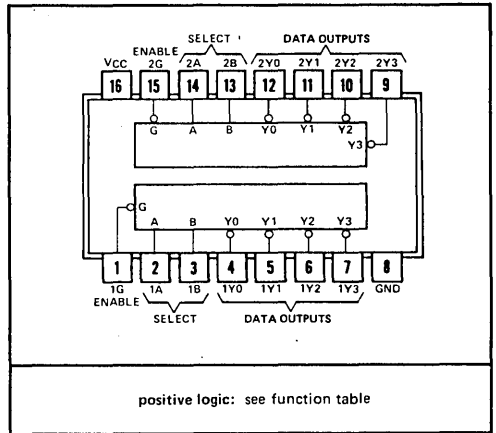 SELECT DATA OUTPUTS
ENABLE
VCC 2G 2A 2B 2Y0 2Y1 2Y2 2Y3
16 15 14 13 12 11 10 9
G A B Y0 Y1 Y2
Y3
G
A B Y0 Y1 Y2 Y3
1 2 3 4 5 6 7 8
1G 1A 1B 1Y0 1Y1 1Y2 1Y3 GND
ENABLE
SELECT DATA OUTPUTS
positive logic: see function table